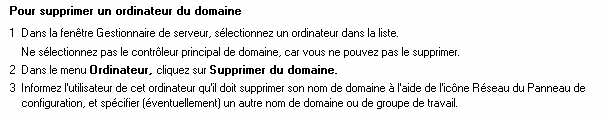 Pour supprimer un ordinateur du domaine
1 Dans la fenêtre Gestionnaire de serveur, sélectionnez un ordinateur dans la liste.
Ne sélectionnez pas le contrôleur principal de domaine, car vous ne pouvez pas le supprimer.
2 Dans le menu Ordinateur, cliquez sur Supprimer du domaine.
3 Informez l'utilisateur de cet ordinateur qu'il doit supprimer son nom de domaine à l'aide de l'icône Réseau du Panneau de
configuration, et spécifier (éventuellement) un autre nom de domaine ou de groupe de travail.